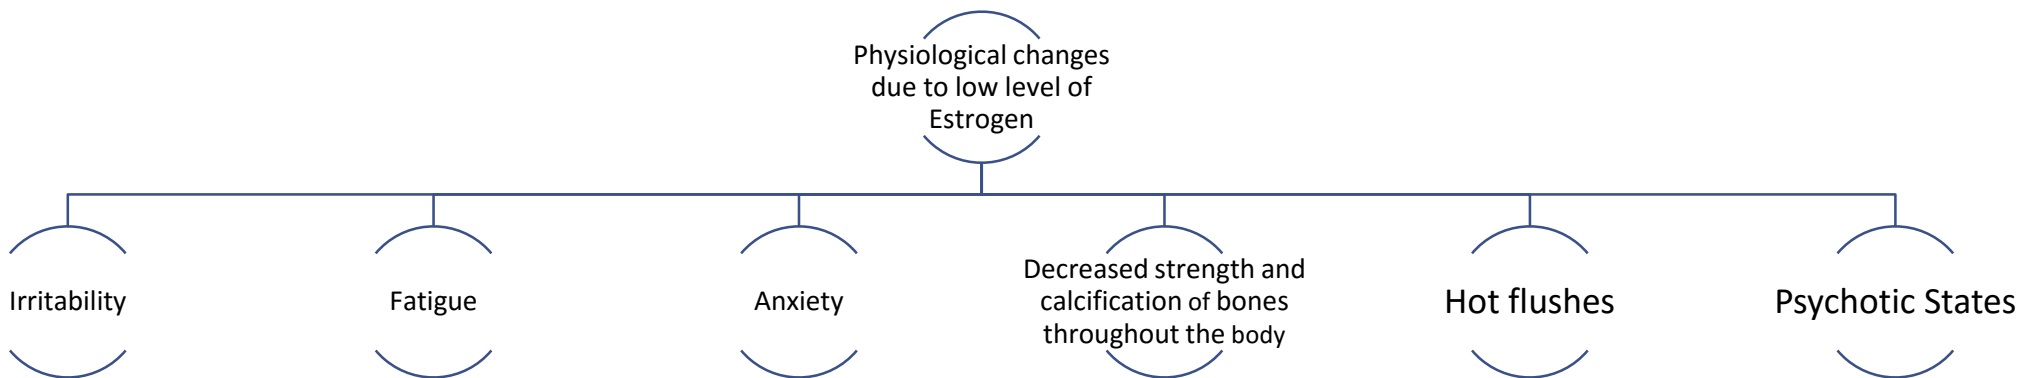 Physiological changes
due to low level of
Estrogen
Irritability
Fatigue
Anxiety
Decreased strength and
calcification of bones
throughout the body
Hot flushes
Psychotic States